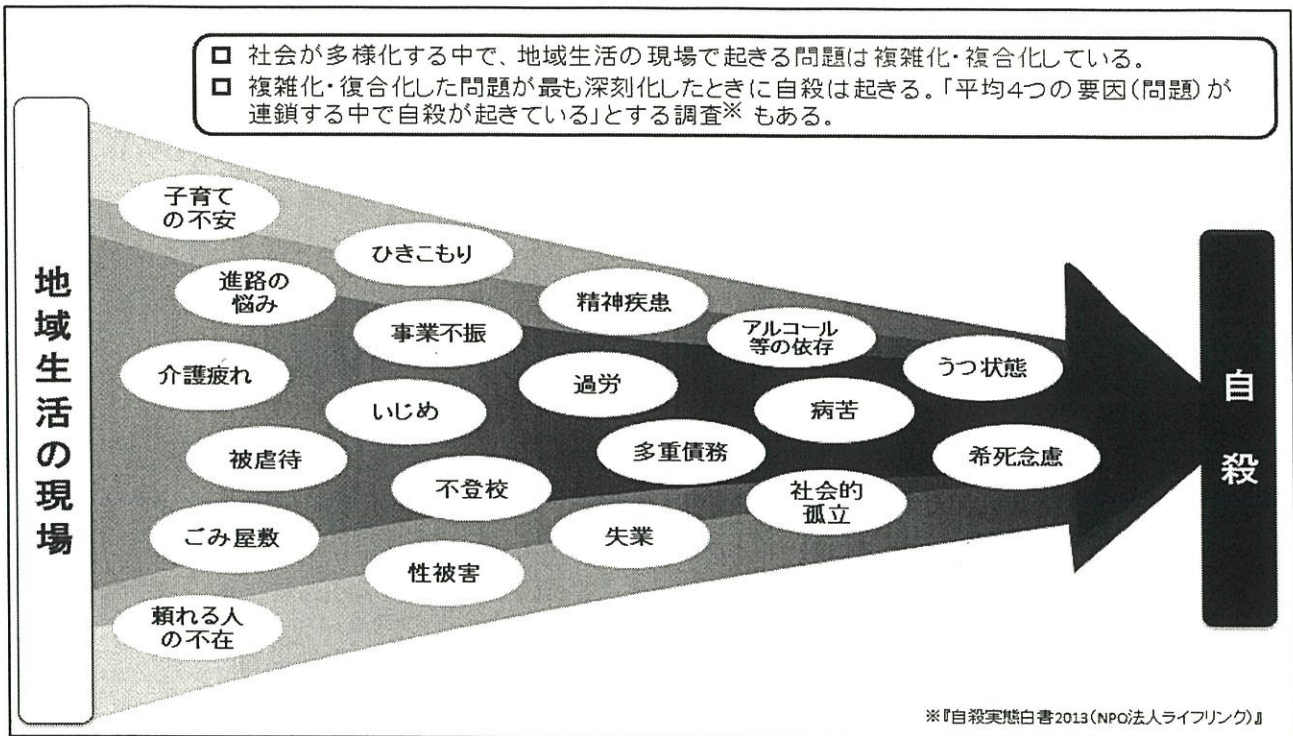 □ 社会が多様化する中で、地域生活の現場で起きる問題は複雑化・複合化している。
□ 複雑化・復合化した問題が最も深刻化したときに自殺は起きる。「平均4つの要因(問題)が
連鎖する中で自殺が起きている」とする調査※ もある。
地域生活の現場
子育て
の不安
ひきこもり
進路の
悩み
精神疾患
事業不振
アルコール
等の依存
介護疲れ
過労
うつ状態
いじめ
病苦
被虐待
多重債務
希死念慮
不登校
社会的
孤立
ごみ屋敷
失業
性被害
頼れる人
の不在
自殺
※『自殺実態白書2013(NPO法人ライフリンク)』